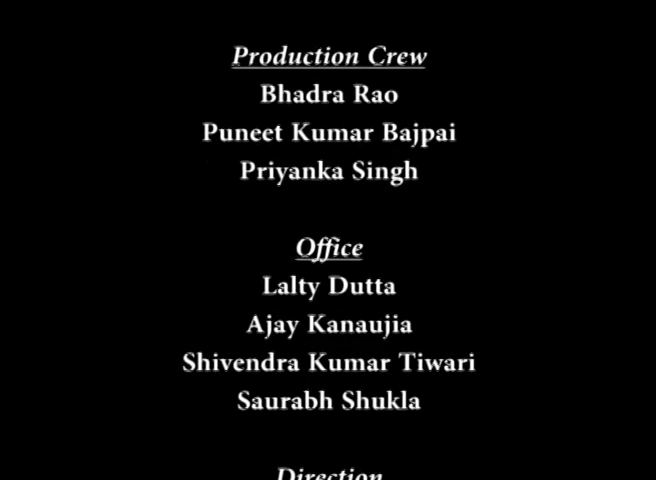 Production Crew
Bhadra Rao
Puneet Kumar Bajpai
Priyanka Singh
Office
Lalty Dutta
Ajay Kanaujia
Shivendra Kumar Tiwari
Saurabh Shukla
Direction